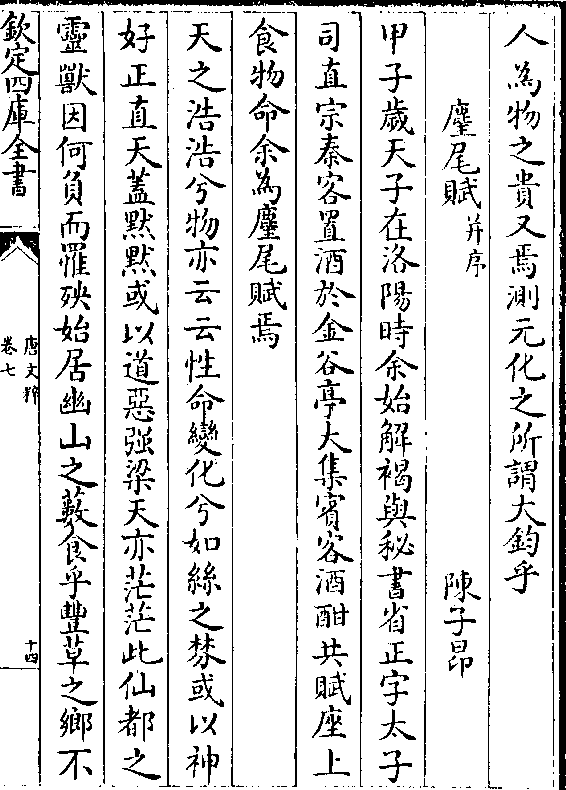 人為物之貴又焉測元化之所謂大鈞乎
麈尾賦并序 陳子昂
甲子歲天子在洛陽時余始解褐與秘書省正字太子
司直宗秦客置酒於金谷亭大集賓客酒酣共賦座上
食物命余為麈尾賦焉
天之浩浩兮物亦云云性命變化兮如絲之棼或以神
好正直天蓋默默或以道惡强梁天亦茫茫此仙都之
靈獸因何負而罹殃始居幽山之藪食乎豐草之鄉不
欽定四庫全書
唐文粹
卷七
十四